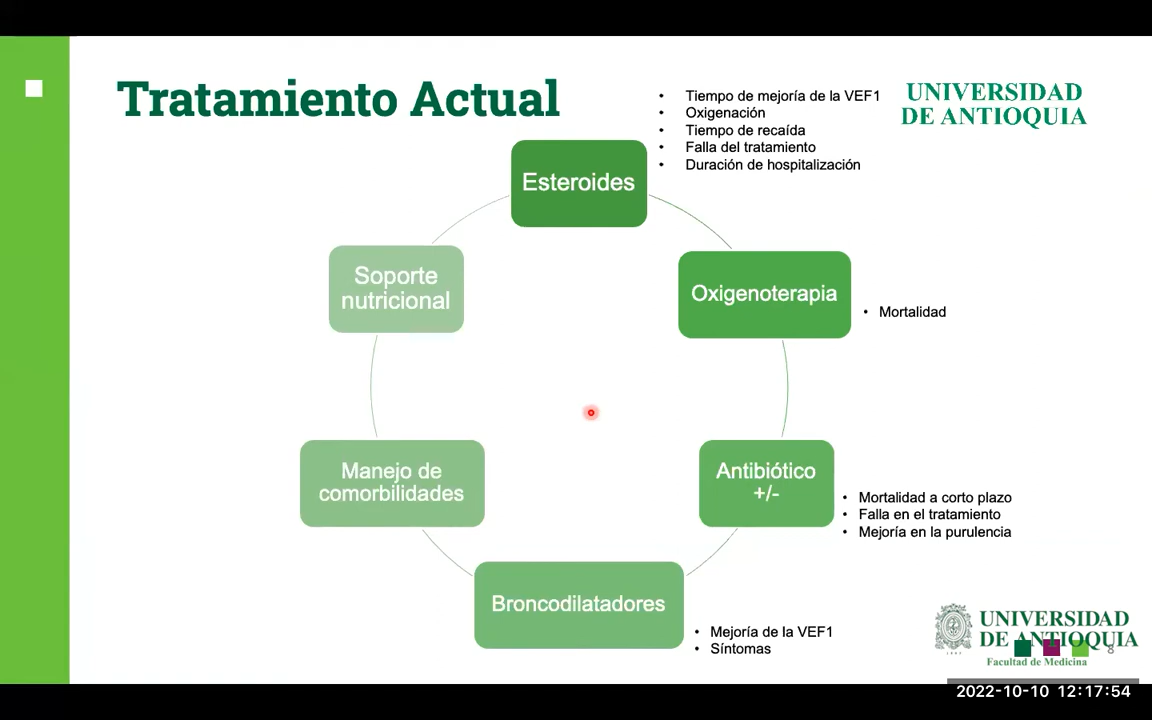 Tratamiento Actual
• Tiempo de mejoría de la VEF1
• Oxigenación
• Tiempo de recaída
• Falla del tratamiento
• Duración de hospitalización
UNIVERSIDAD
DE ANTIOQUIA
Esteroides
Soporte
nutricional
Oxigenoterapia
• Mortalidad
Manejo de
comorbilidades
Antibiótico
+/-
• Mortalidad a corto plazo
• Falla en el tratamiento
• Mejoría en la purulencia
Broncodilatadores
• Mejoría de la VEF1
• Síntomas
UNIVERSIDAD
DE ANTIOQUIA
Facultad de Medicina
8
2022-10-10 12:17:54